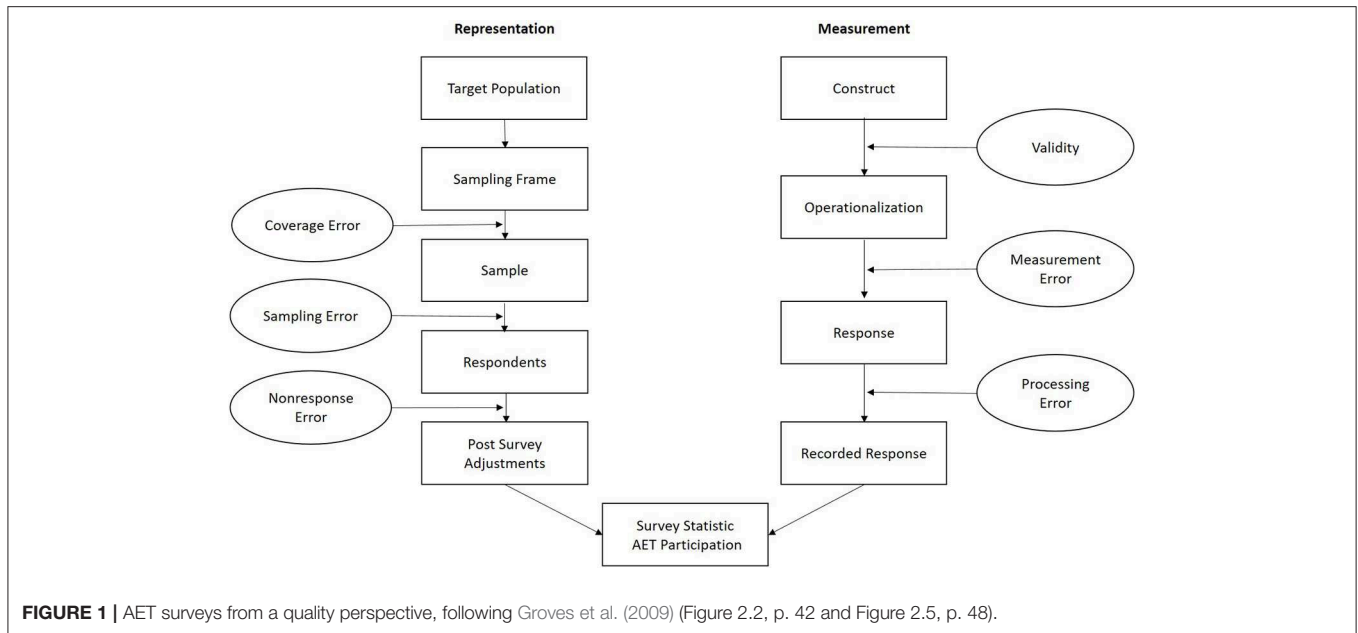 Representation
Measurement
Target Population
Construct
Validity
Sampling Frame
Operationalization
Coverage Error
Sample
Measurement
Error
Sampling Error
Respondents
Response
Nonresponse
Error
Processing
Error
Post Survey
Adjustments
Recorded Response
Survey Statistic
AET Participation
FIGURE 1 | AET surveys from a quality perspective, following Groves et al. (2009) (Figure 2.2, p. 42 and Figure 2.5, p. 48).